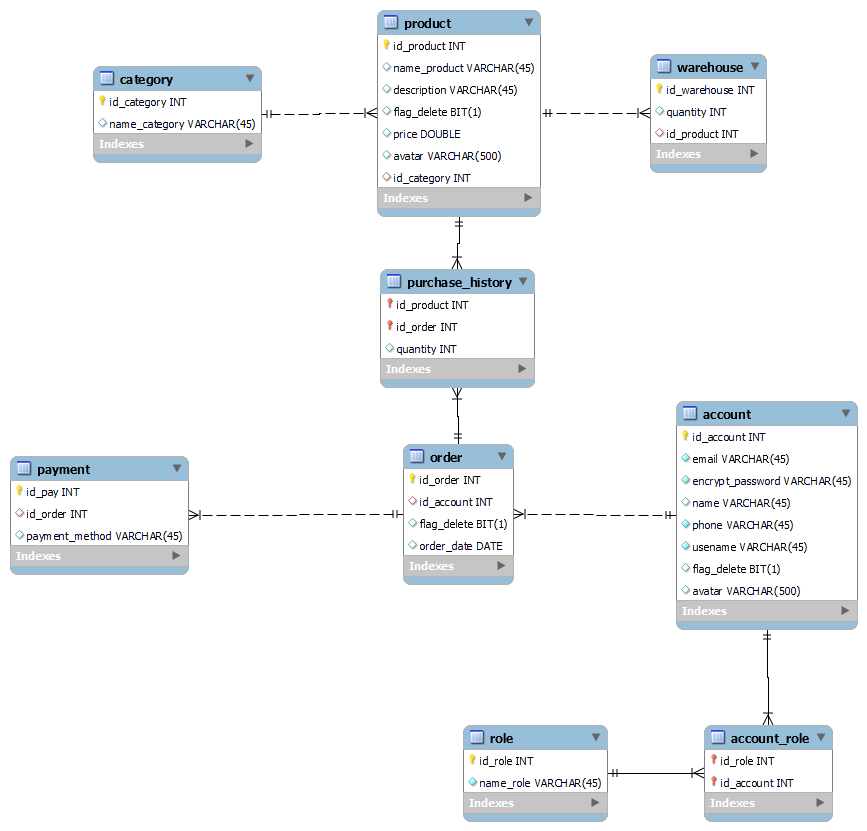 product
id_product INT
name_product VARCHAR(45)
description VARCHAR(45)
flag_delete BIT(1)
price DOUBLE
avatar VARCHAR(500)
id_category INT
Indexes
category
id_category INT
name_category VARCHAR(45)
Indexes
warehouse
id_warehouse INT
quantity INT
id_product INT
Indexes
purchase_history
id_product INT
id_order INT
quantity INT
Indexes
account
id_account INT
email VARCHAR(45)
encrypt_password VARCHAR(45)
name VARCHAR(45)
phone VARCHAR(45)
usename VARCHAR(45)
flag_delete BIT(1)
avatar VARCHAR(500)
Indexes
order
id_order INT
id_account INT
flag_delete BIT(1)
order_date DATE
Indexes
payment
id_pay INT
id_order INT
payment_method VARCHAR(45)
Indexes
role
id_role INT
name_role VARCHAR(45)
Indexes
account_role
id_role INT
id_account INT
Indexes